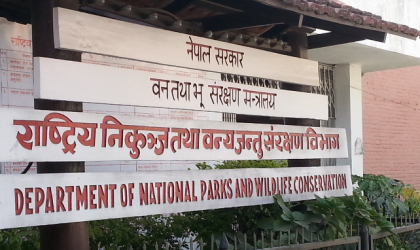 नेपाल सरकार
वन तथा भू संरक्षण मन्त्रालय
राष्ट्रिय निकुञ्ज तथा वन्यजन्तु संरक्षण विभाग
DEPARTMENT OF NATIONAL PARKS AND WILDLIFE CONSERVATION